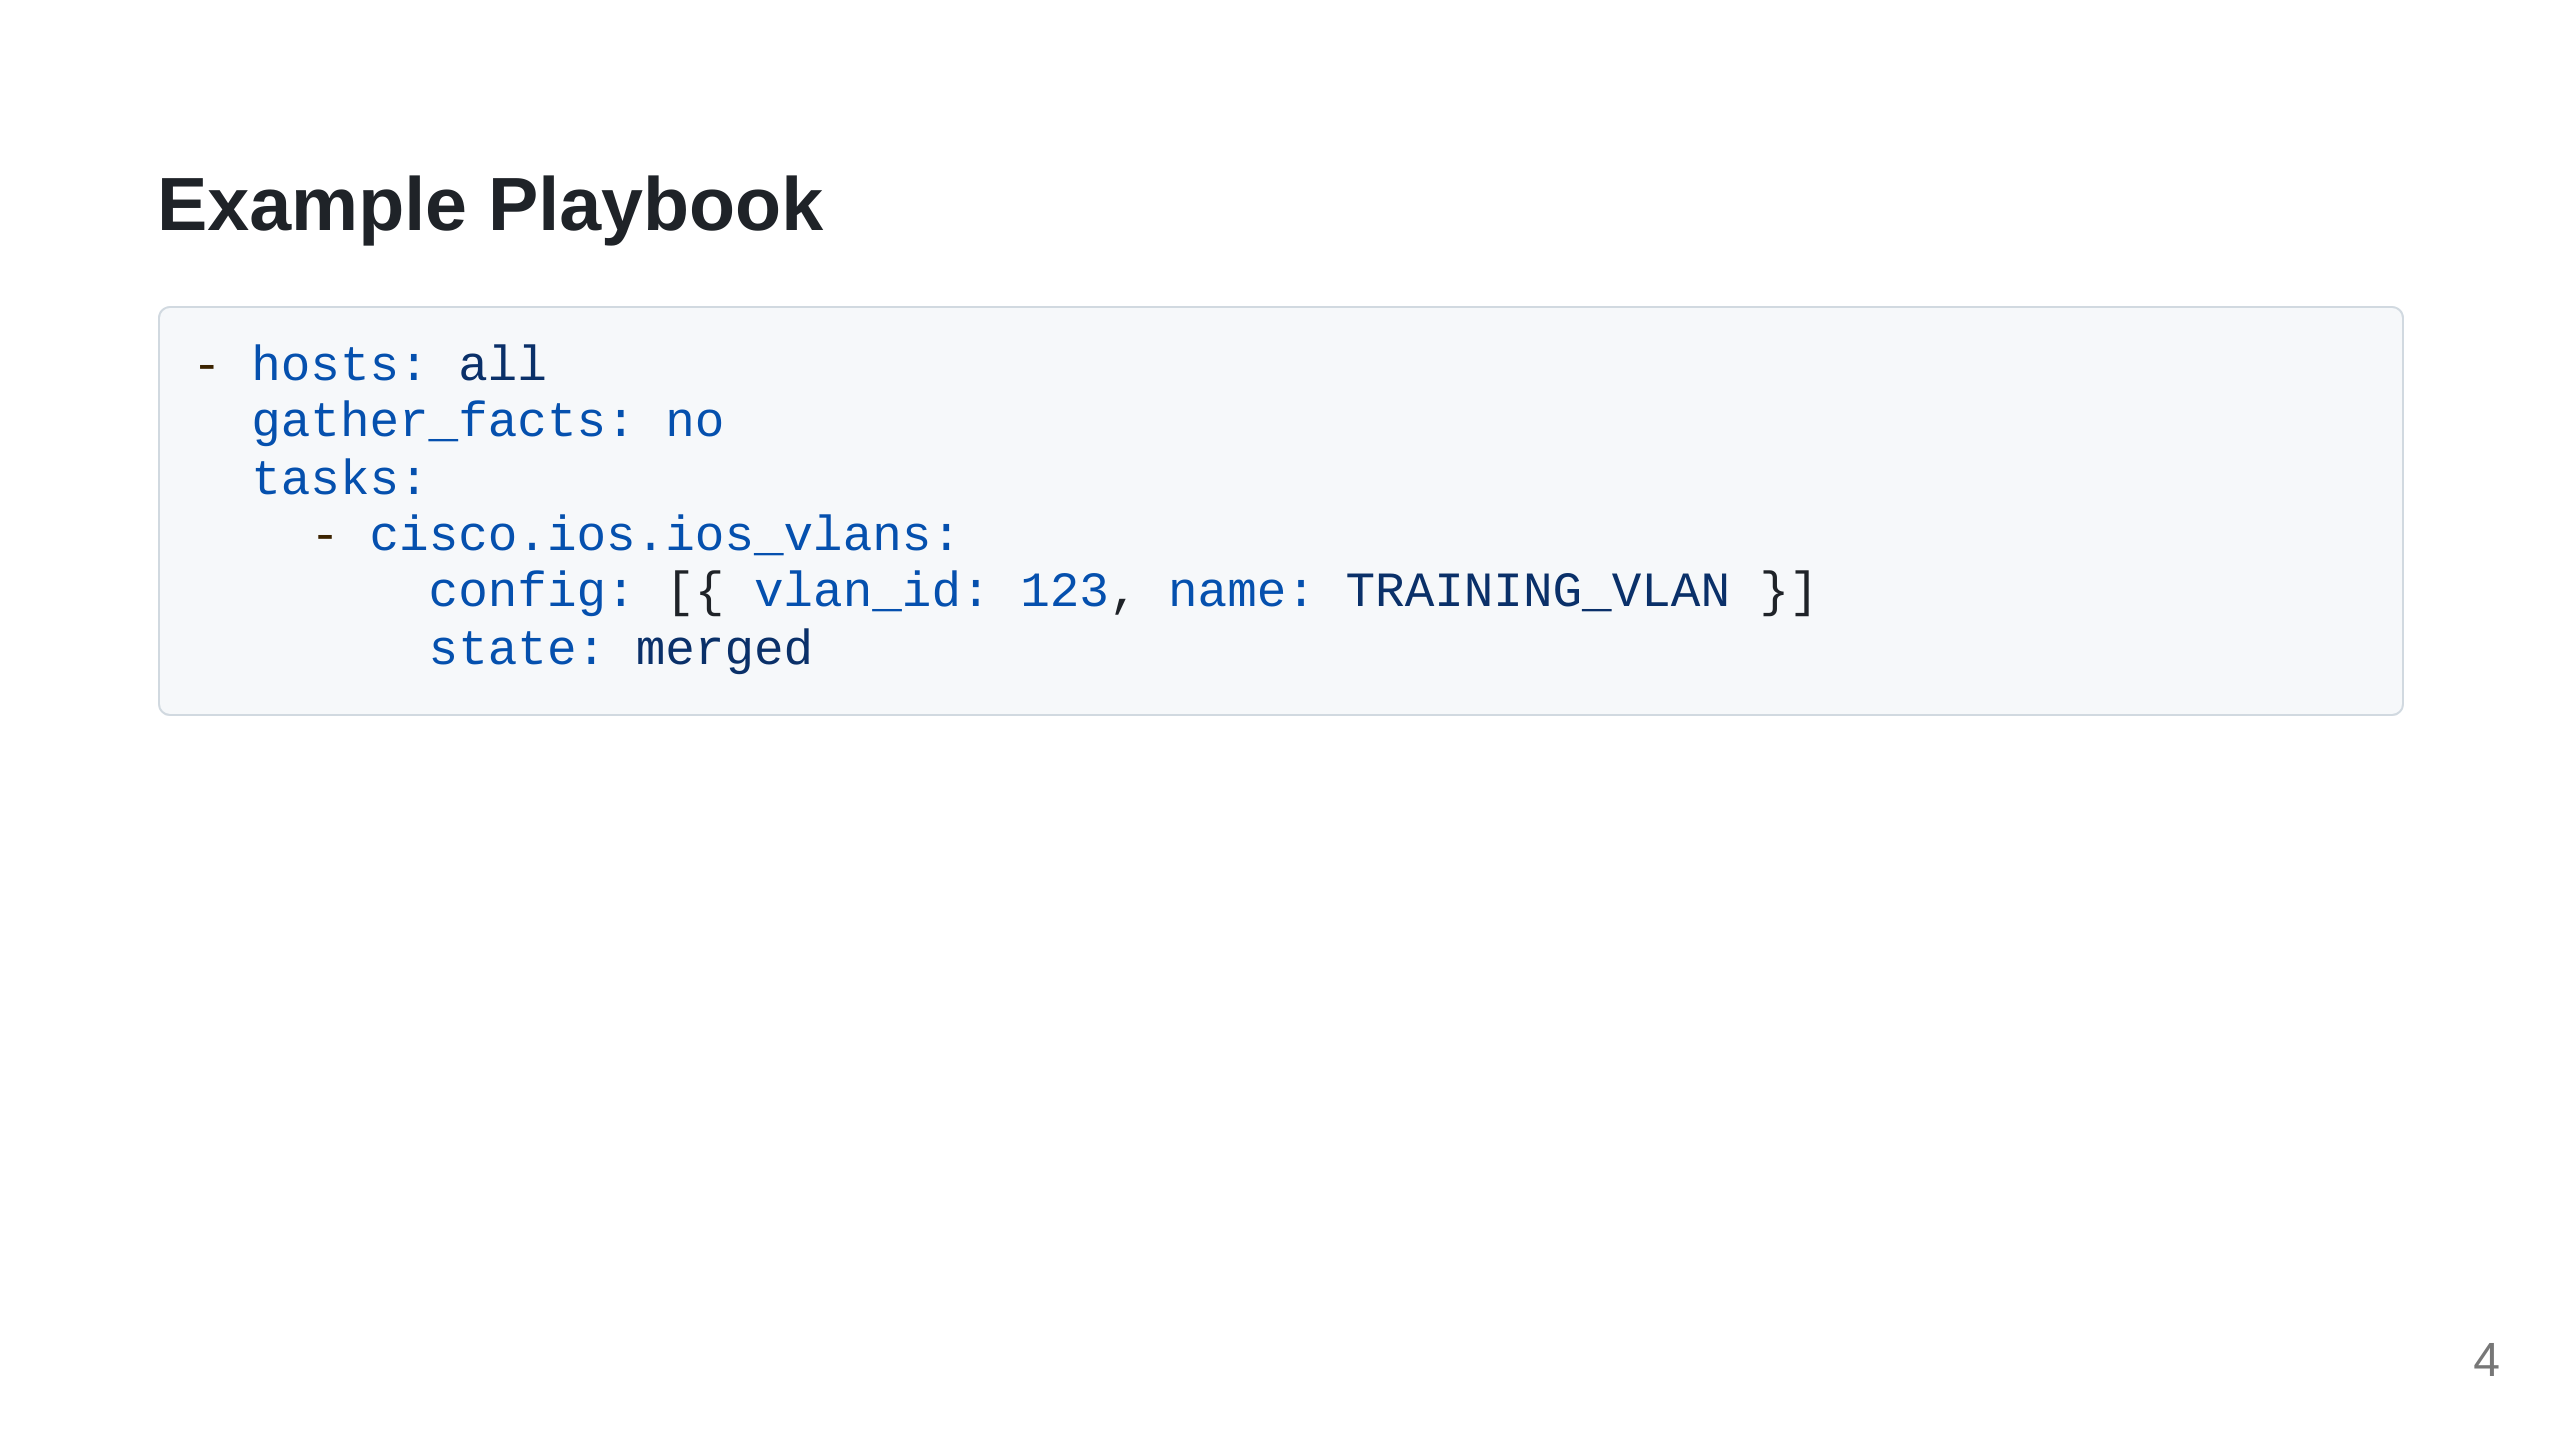 Example Playbook
- hosts: all
  gather_facts: no
  tasks:
    - cisco.ios.ios_vlans:
        config: [{ vlan_id: 123, name: TRAINING_VLAN }]
        state: merged
4